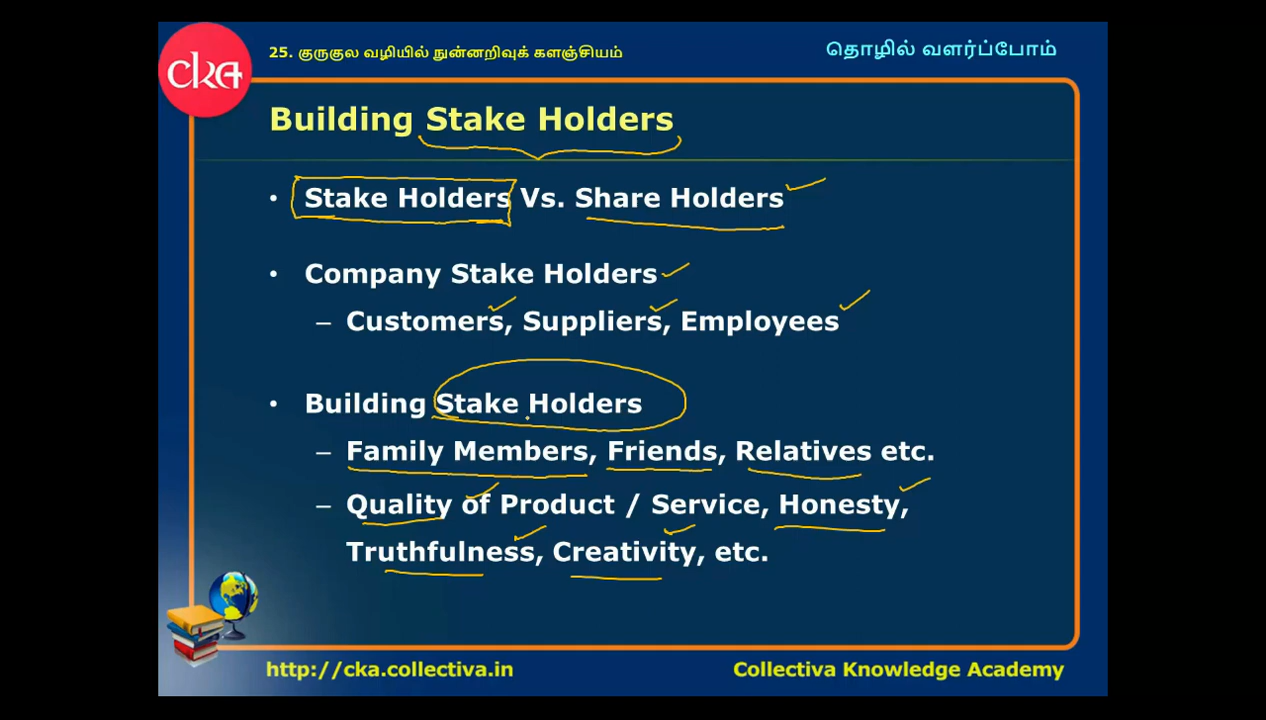 cka
25. குருகுல வழியில் நுன்னறிவுக் களஞ்சியம்
தொழில் வளர்ப்போம்
Building Stake Holders
• Stake Holders Vs. Share Holders
• Company Stake Holders
– Customers, Suppliers, Employees
• Building Stake Holders
– Family Members, Friends, Relatives etc.
– Quality of Product / Service, Honesty,
Truthfulness, Creativity, etc.
http://cka.collectiva.in
Collectiva Knowledge Academy